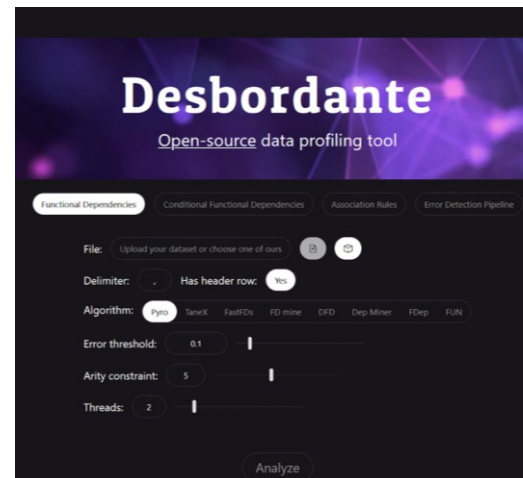 Desbordante
Open-source data profiling tool
Functional Dependencies Conditional Functional Dependencies Association Rules Error Detection Pipeline
File: Upload your dataset or choose one of ours
Delimiter: , Has header row: Yes
Algorithm: Pyro TaneX FastFDs FD mine DFD Dep Miner FDep FUN
Error threshold: 0.1
Arity constraint: 5
Threads: 2
Analyze